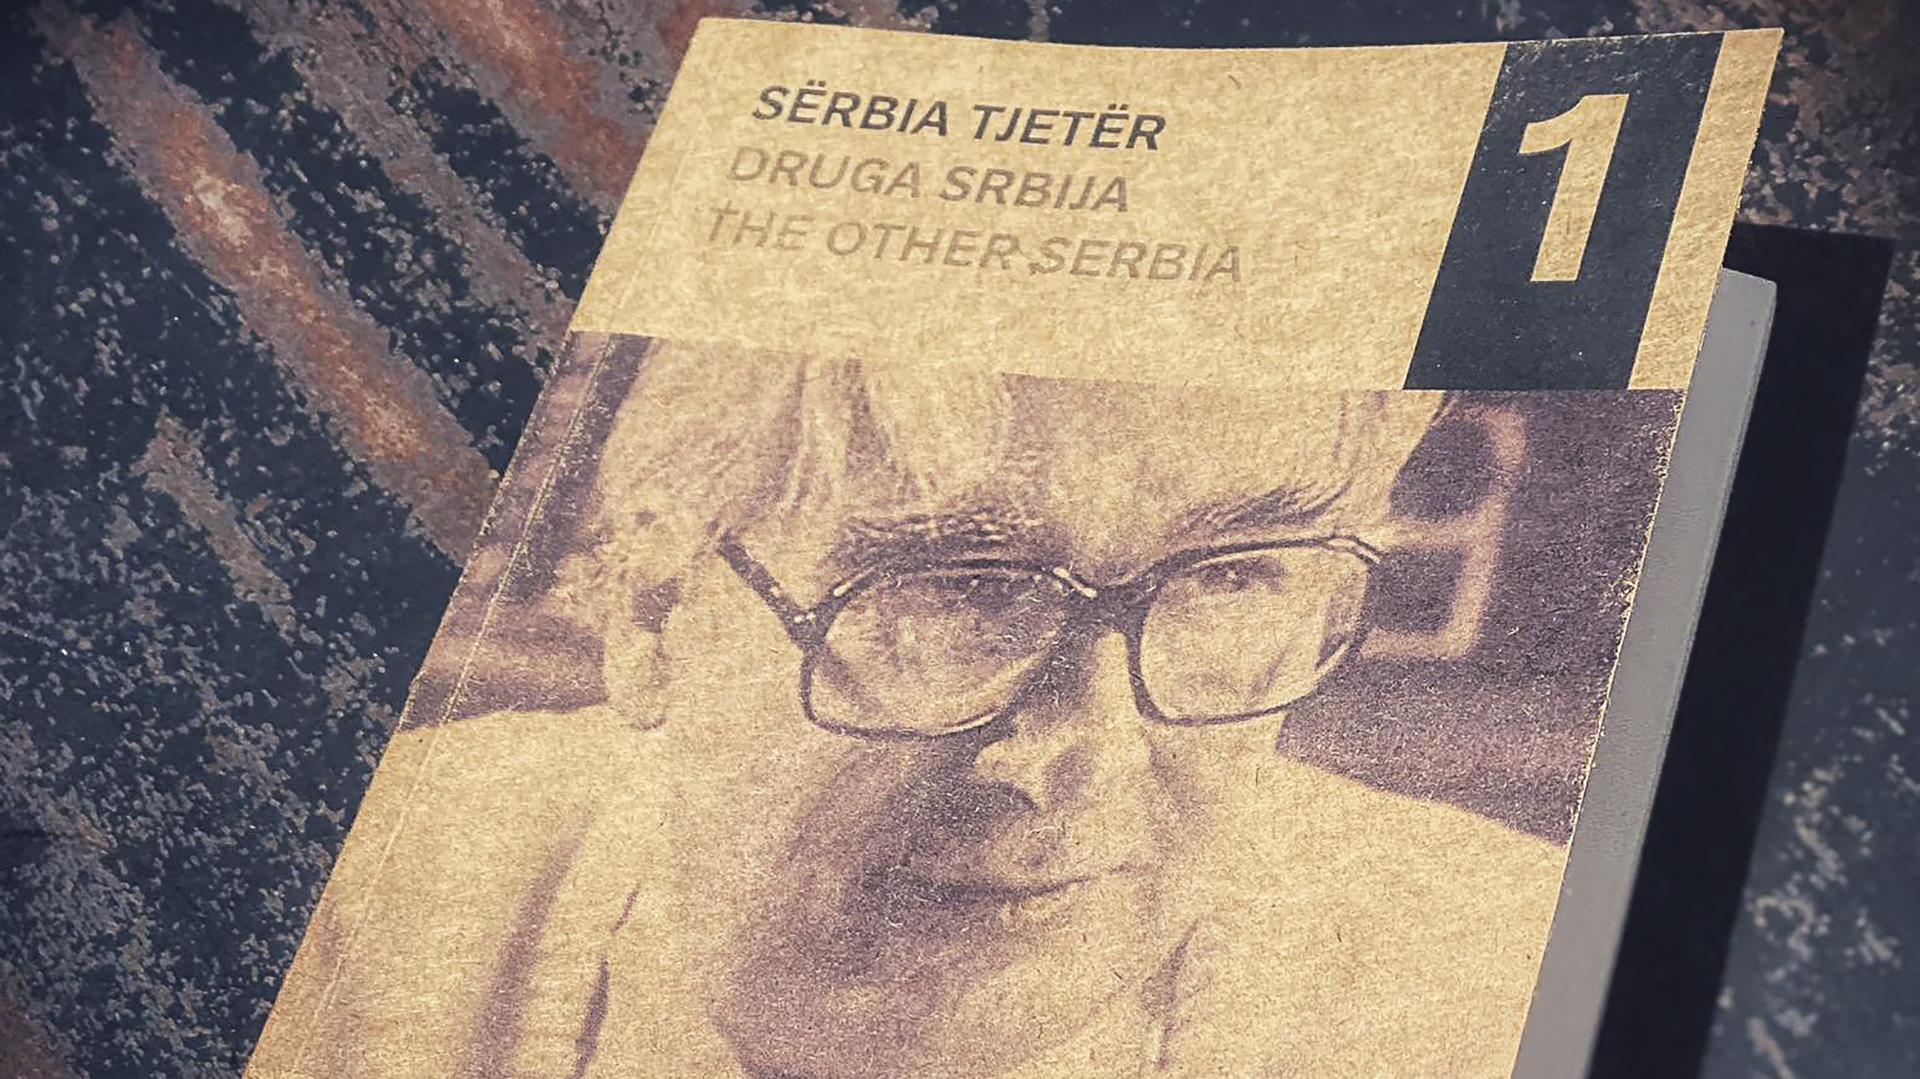 SËRBIA TJETËR
DRUGA SRBIJA
THE OTHER SERBIA
1